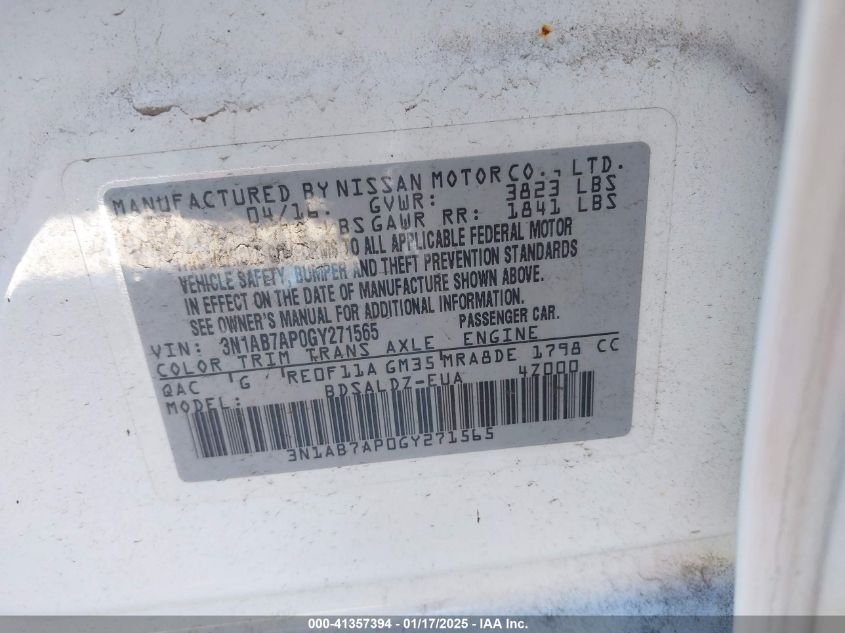 MANUFACTURED BY NISSAN MOTOR CO., LTD.
04/16. GVWR: 3823 LBS
LBS GAWR RR: 1841 LBS
TO ALL APPLICABLE FEDERAL MOTOR
VEHICLE SAFETY, BUMPER AND THEFT PREVENTION STANDARDS
IN EFFECT ON THE DATE OF MANUFACTURE SHOWN ABOVE.
SEE OWNER'S MANUAL FOR ADDITIONAL INFORMATION.
VIN: 3N1AB7AP0GY271565 PASSENGER CAR.
COLOR TRIM TRANS AXLE ENGINE
QAC G RE0F11A GM35 MRA8DE 1798 CC
MODEL: BDSALDZ-EUA 4Z000
3N1AB7AP0GY271565
000-41357394 - 01/17/2025 - IAA Inc.